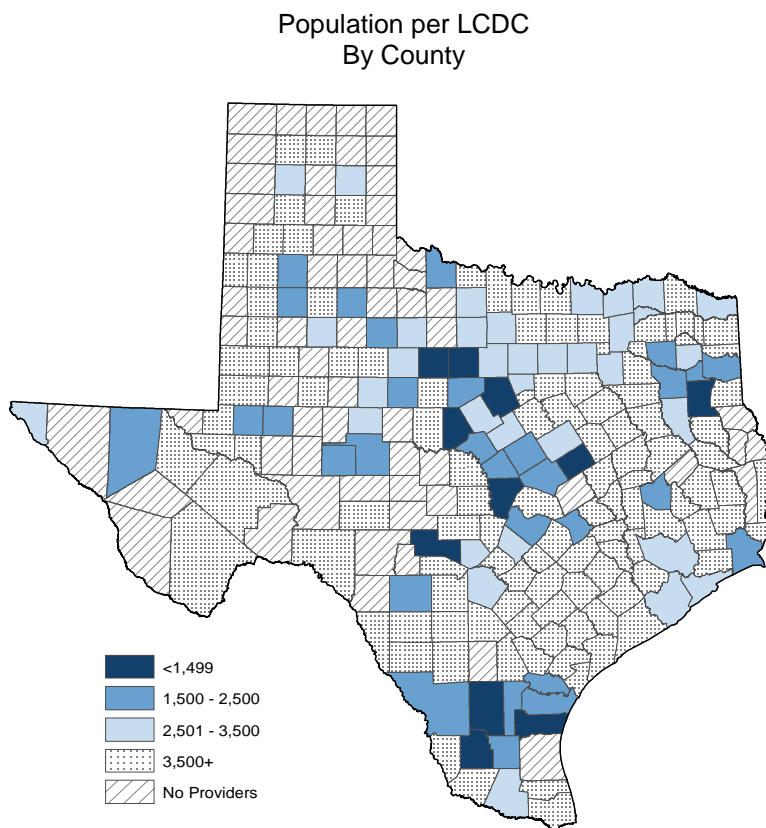 Population per LCDC
By County
<1,499
1,500 - 2,500
2,501 - 3,500
3,500+
No Providers